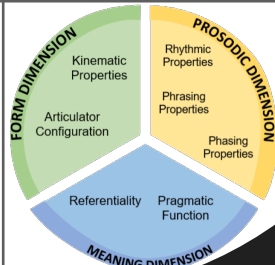 FORM DIMENSION
Kinematic
Properties
Articulator
Configuration
PROSODIC DIMENSION
Rhythmic
Properties
Phrasing
Properties
Phasing
Properties
Referentiality
Pragmatic
Function
MEANING DIMENSION